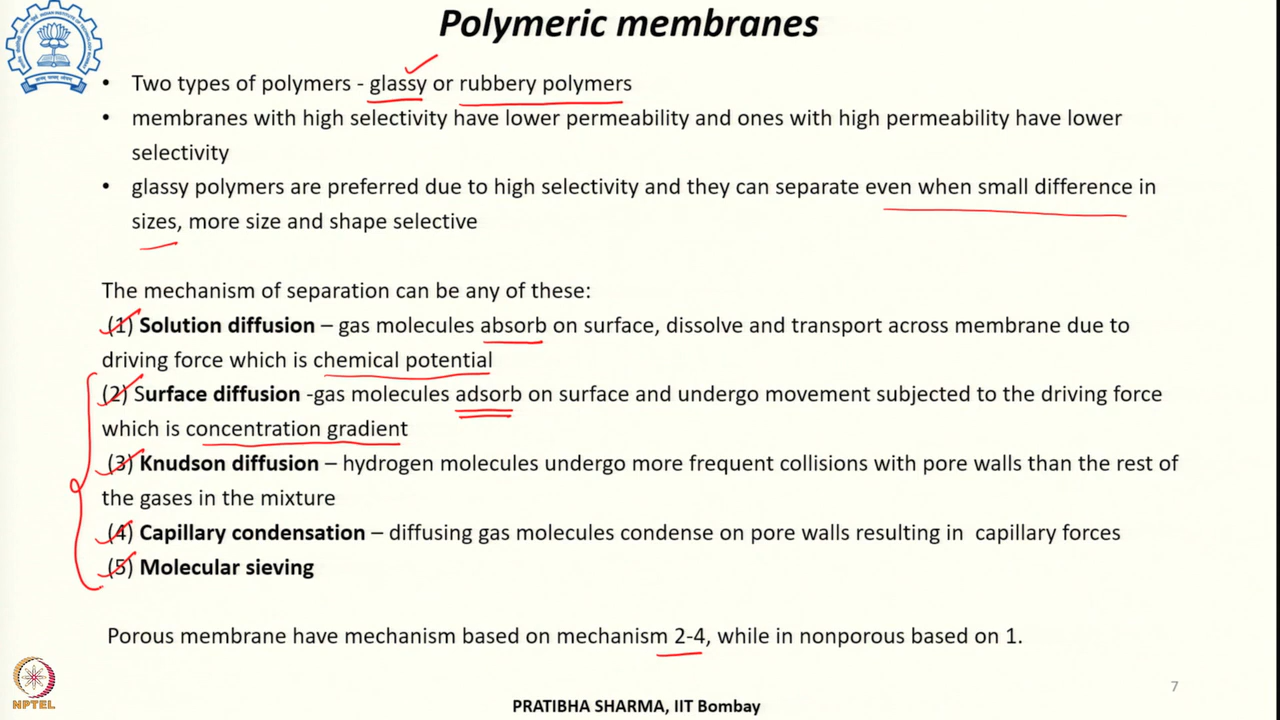 Polymeric membranes
• Two types of polymers - glassy or rubbery polymers
• membranes with high selectivity have lower permeability and ones with high permeability have lower
selectivity
• glassy polymers are preferred due to high selectivity and they can separate even when small difference in
sizes, more size and shape selective
The mechanism of separation can be any of these:
(1) Solution diffusion – gas molecules absorb on surface, dissolve and transport across membrane due to
driving force which is chemical potential
(2) Surface diffusion -gas molecules adsorb on surface and undergo movement subjected to the driving force
which is concentration gradient
(3) Knudson diffusion – hydrogen molecules undergo more frequent collisions with pore walls than the rest of
the gases in the mixture
(4) Capillary condensation – diffusing gas molecules condense on pore walls resulting in capillary forces
(5) Molecular sieving
Porous membrane have mechanism based on mechanism 2-4, while in nonporous based on 1.
7
NPTEL
PRATIBHA SHARMA, IIT Bombay